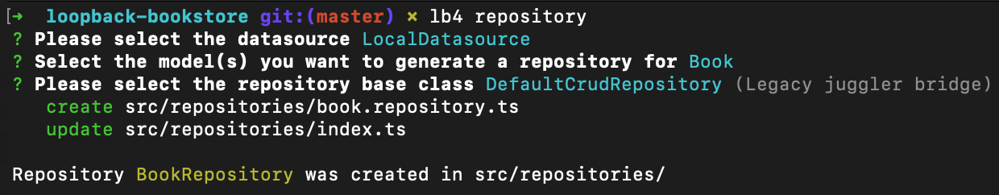 [➜ loopback-bookstore git:(master) ✗ lb4 repository
? Please select the datasource LocalDatasource
? Select the model(s) you want to generate a repository for Book
? Please select the repository base class DefaultCrudRepository (Legacy juggler bridge)
create src/repositories/book.repository.ts
update src/repositories/index.ts
Repository BookRepository was created in src/repositories/